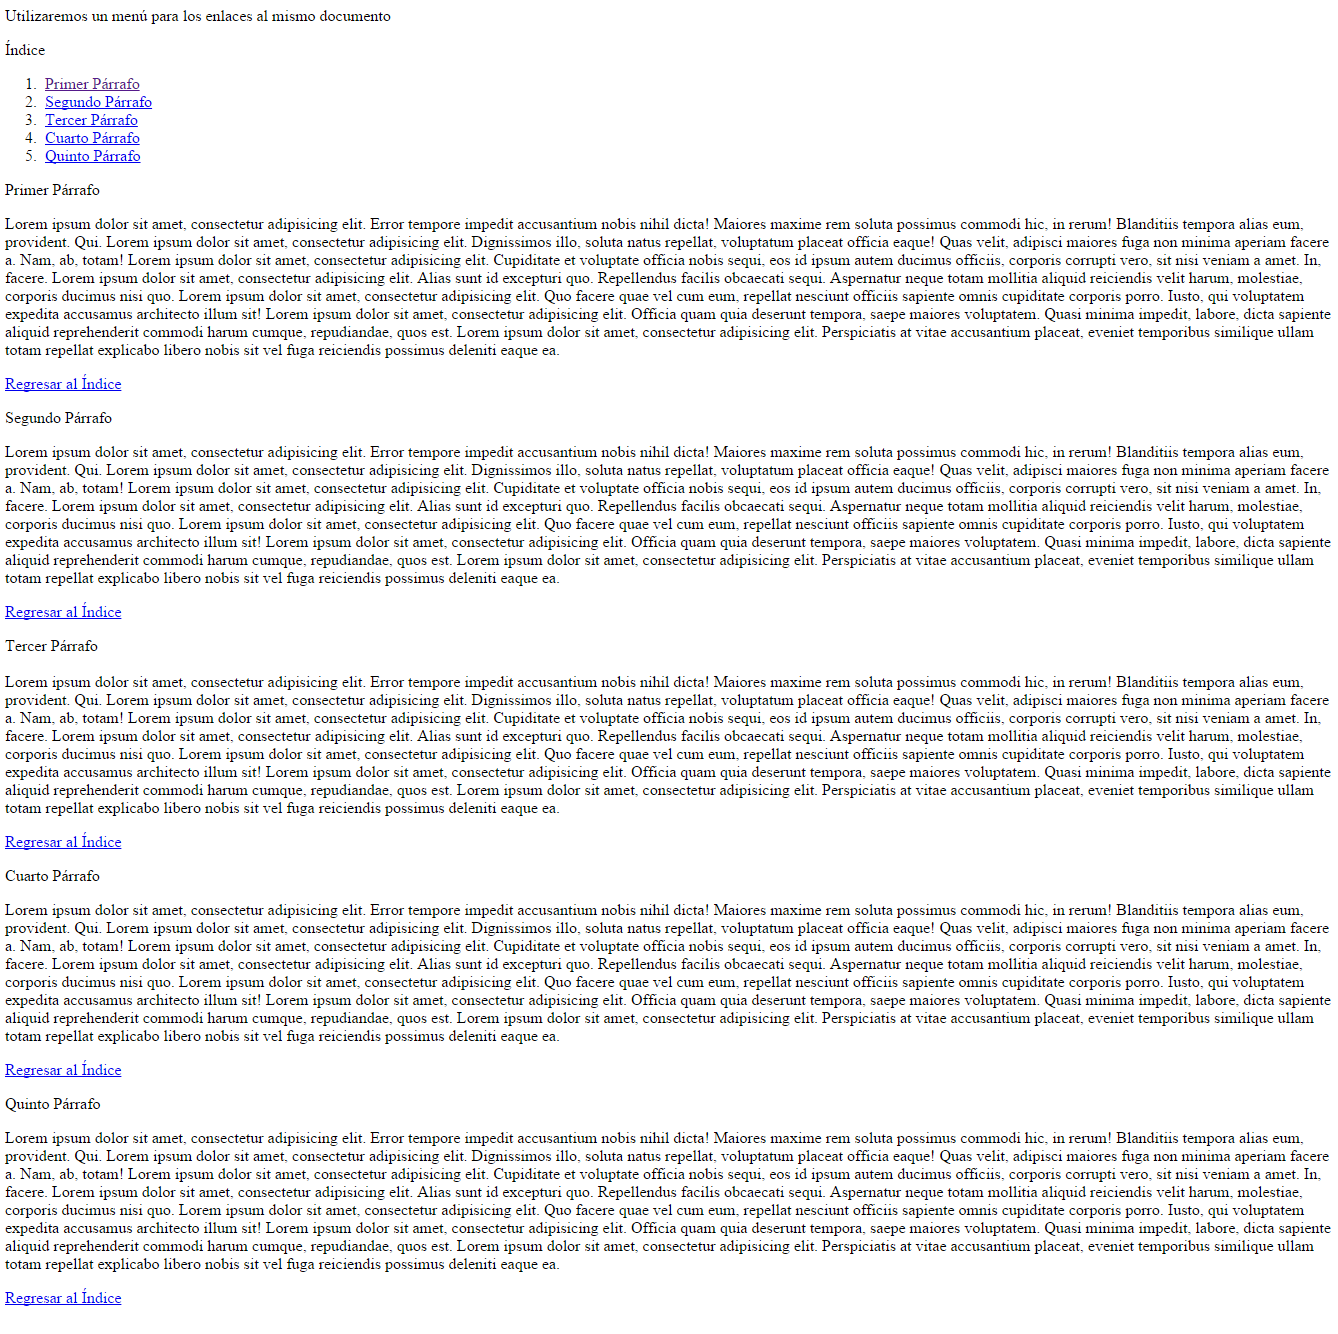 Utilizaremos un menú para los enlaces al mismo documento
Índice
1. Primer Párrafo
2. Segundo Párrafo
3. Tercer Párrafo
4. Cuarto Párrafo
5. Quinto Párrafo
Primer Párrafo
Lorem ipsum dolor sit amet, consectetur adipisicing elit. Error tempore impedit accusantium nobis nihil dicta! Maiores maxime rem soluta possimus commodi hic, in rerum! Blanditiis tempora alias eum,
provident. Qui. Lorem ipsum dolor sit amet, consectetur adipisicing elit. Dignissimos illo, soluta natus repellat, voluptatum placeat officia eaque! Quas velit, adipisci maiores fuga non minima aperiam facere
a. Nam, ab, totam! Lorem ipsum dolor sit amet, consectetur adipisicing elit. Cupiditate et voluptate officia nobis sequi, eos id ipsum autem ducimus officiis, corporis corrupti vero, sit nisi veniam a amet. In,
facere. Lorem ipsum dolor sit amet, consectetur adipisicing elit. Alias sunt id excepturi quo. Repellendus facilis obcaecati sequi. Aspernatur neque totam mollitia aliquid reiciendis velit harum, molestiae,
corporis ducimus nisi quo. Lorem ipsum dolor sit amet, consectetur adipisicing elit. Quo facere quae vel cum eum, repellat nesciunt officiis sapiente omnis cupiditate corporis porro. Iusto, qui voluptatem
expedita accusamus architecto illum sit! Lorem ipsum dolor sit amet, consectetur adipisicing elit. Officia quam quia deserunt tempora, saepe maiores voluptatem. Quasi minima impedit, labore, dicta sapiente
aliquid reprehenderit commodi harum cumque, repudiandae, quos est. Lorem ipsum dolor sit amet, consectetur adipisicing elit. Perspiciatis at vitae accusantium placeat, eveniet temporibus similique ullam
totam repellat explicabo libero nobis sit vel fuga reiciendis possimus deleniti eaque ea.
Regresar al Índice
Segundo Párrafo
Lorem ipsum dolor sit amet, consectetur adipisicing elit. Error tempore impedit accusantium nobis nihil dicta! Maiores maxime rem soluta possimus commodi hic, in rerum! Blanditiis tempora alias eum,
provident. Qui. Lorem ipsum dolor sit amet, consectetur adipisicing elit. Dignissimos illo, soluta natus repellat, voluptatum placeat officia eaque! Quas velit, adipisci maiores fuga non minima aperiam facere
a. Nam, ab, totam! Lorem ipsum dolor sit amet, consectetur adipisicing elit. Cupiditate et voluptate officia nobis sequi, eos id ipsum autem ducimus officiis, corporis corrupti vero, sit nisi veniam a amet. In,
facere. Lorem ipsum dolor sit amet, consectetur adipisicing elit. Alias sunt id excepturi quo. Repellendus facilis obcaecati sequi. Aspernatur neque totam mollitia aliquid reiciendis velit harum, molestiae,
corporis ducimus nisi quo. Lorem ipsum dolor sit amet, consectetur adipisicing elit. Quo facere quae vel cum eum, repellat nesciunt officiis sapiente omnis cupiditate corporis porro. Iusto, qui voluptatem
expedita accusamus architecto illum sit! Lorem ipsum dolor sit amet, consectetur adipisicing elit. Officia quam quia deserunt tempora, saepe maiores voluptatem. Quasi minima impedit, labore, dicta sapiente
aliquid reprehenderit commodi harum cumque, repudiandae, quos est. Lorem ipsum dolor sit amet, consectetur adipisicing elit. Perspiciatis at vitae accusantium placeat, eveniet temporibus similique ullam
totam repellat explicabo libero nobis sit vel fuga reiciendis possimus deleniti eaque ea.
Regresar al Índice
Tercer Párrafo
Lorem ipsum dolor sit amet, consectetur adipisicing elit. Error tempore impedit accusantium nobis nihil dicta! Maiores maxime rem soluta possimus commodi hic, in rerum! Blanditiis tempora alias eum,
provident. Qui. Lorem ipsum dolor sit amet, consectetur adipisicing elit. Dignissimos illo, soluta natus repellat, voluptatum placeat officia eaque! Quas velit, adipisci maiores fuga non minima aperiam facere
a. Nam, ab, totam! Lorem ipsum dolor sit amet, consectetur adipisicing elit. Cupiditate et voluptate officia nobis sequi, eos id ipsum autem ducimus officiis, corporis corrupti vero, sit nisi veniam a amet. In,
facere. Lorem ipsum dolor sit amet, consectetur adipisicing elit. Alias sunt id excepturi quo. Repellendus facilis obcaecati sequi. Aspernatur neque totam mollitia aliquid reiciendis velit harum, molestiae,
corporis ducimus nisi quo. Lorem ipsum dolor sit amet, consectetur adipisicing elit. Quo facere quae vel cum eum, repellat nesciunt officiis sapiente omnis cupiditate corporis porro. Iusto, qui voluptatem
expedita accusamus architecto illum sit! Lorem ipsum dolor sit amet, consectetur adipisicing elit. Officia quam quia deserunt tempora, saepe maiores voluptatem. Quasi minima impedit, labore, dicta sapiente
aliquid reprehenderit commodi harum cumque, repudiandae, quos est. Lorem ipsum dolor sit amet, consectetur adipisicing elit. Perspiciatis at vitae accusantium placeat, eveniet temporibus similique ullam
totam repellat explicabo libero nobis sit vel fuga reiciendis possimus deleniti eaque ea.
Regresar al Índice
Cuarto Párrafo
Lorem ipsum dolor sit amet, consectetur adipisicing elit. Error tempore impedit accusantium nobis nihil dicta! Maiores maxime rem soluta possimus commodi hic, in rerum! Blanditiis tempora alias eum,
provident. Qui. Lorem ipsum dolor sit amet, consectetur adipisicing elit. Dignissimos illo, soluta natus repellat, voluptatum placeat officia eaque! Quas velit, adipisci maiores fuga non minima aperiam facere
a. Nam, ab, totam! Lorem ipsum dolor sit amet, consectetur adipisicing elit. Cupiditate et voluptate officia nobis sequi, eos id ipsum autem ducimus officiis, corporis corrupti vero, sit nisi veniam a amet. In,
facere. Lorem ipsum dolor sit amet, consectetur adipisicing elit. Alias sunt id excepturi quo. Repellendus facilis obcaecati sequi. Aspernatur neque totam mollitia aliquid reiciendis velit harum, molestiae,
corporis ducimus nisi quo. Lorem ipsum dolor sit amet, consectetur adipisicing elit. Quo facere quae vel cum eum, repellat nesciunt officiis sapiente omnis cupiditate corporis porro. Iusto, qui voluptatem
expedita accusamus architecto illum sit! Lorem ipsum dolor sit amet, consectetur adipisicing elit. Officia quam quia deserunt tempora, saepe maiores voluptatem. Quasi minima impedit, labore, dicta sapiente
aliquid reprehenderit commodi harum cumque, repudiandae, quos est. Lorem ipsum dolor sit amet, consectetur adipisicing elit. Perspiciatis at vitae accusantium placeat, eveniet temporibus similique ullam
totam repellat explicabo libero nobis sit vel fuga reiciendis possimus deleniti eaque ea.
Regresar al Índice
Quinto Párrafo
Lorem ipsum dolor sit amet, consectetur adipisicing elit. Error tempore impedit accusantium nobis nihil dicta! Maiores maxime rem soluta possimus commodi hic, in rerum! Blanditiis tempora alias eum,
provident. Qui. Lorem ipsum dolor sit amet, consectetur adipisicing elit. Dignissimos illo, soluta natus repellat, voluptatum placeat officia eaque! Quas velit, adipisci maiores fuga non minima aperiam facere
a. Nam, ab, totam! Lorem ipsum dolor sit amet, consectetur adipisicing elit. Cupiditate et voluptate officia nobis sequi, eos id ipsum autem ducimus officiis, corporis corrupti vero, sit nisi veniam a amet. In,
facere. Lorem ipsum dolor sit amet, consectetur adipisicing elit. Alias sunt id excepturi quo. Repellendus facilis obcaecati sequi. Aspernatur neque totam mollitia aliquid reiciendis velit harum, molestiae,
corporis ducimus nisi quo. Lorem ipsum dolor sit amet, consectetur adipisicing elit. Quo facere quae vel cum eum, repellat nesciunt officiis sapiente omnis cupiditate corporis porro. Iusto, qui voluptatem
expedita accusamus architecto illum sit! Lorem ipsum dolor sit amet, consectetur adipisicing elit. Officia quam quia deserunt tempora, saepe maiores voluptatem. Quasi minima impedit, labore, dicta sapiente
aliquid reprehenderit commodi harum cumque, repudiandae, quos est. Lorem ipsum dolor sit amet, consectetur adipisicing elit. Perspiciatis at vitae accusantium placeat, eveniet temporibus similique ullam
totam repellat explicabo libero nobis sit vel fuga reiciendis possimus deleniti eaque ea.
Regresar al Índice